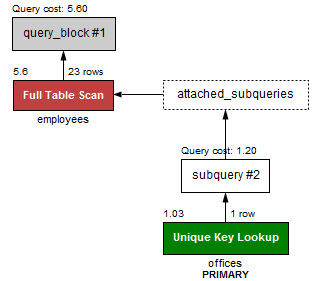 Query cost: 5.60
query_block #1
5.6 23 rows
Full Table Scan
employees
attached_subqueries
Query cost: 1.20
subquery #2
1.03 1 row
Unique Key Lookup
offices
PRIMARY